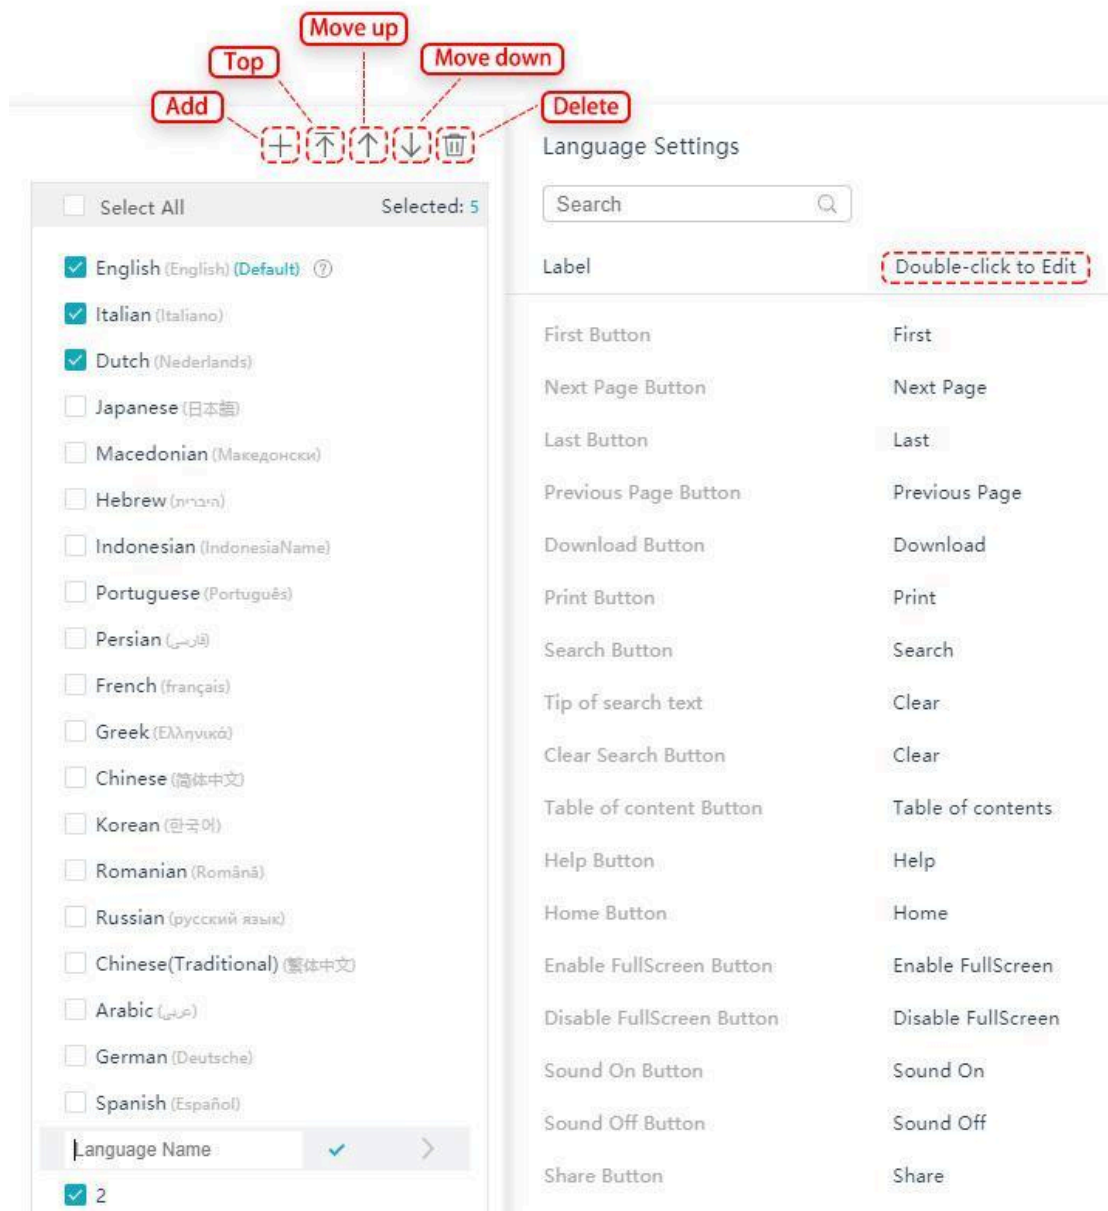 Move up
Top
Move down
Add
Delete
Select All
Selected: 5
English (English) (Default)
Italian (Italiano)
Dutch (Nederlands)
Japanese (日本語)
Macedonian (Македонски)
Hebrew (עברית)
Indonesian (IndonesiaName)
Portuguese (Português)
Persian (فارسی)
French (français)
Greek (Ελληνικά)
Chinese (简体中文)
Korean (한국어)
Romanian (Română)
Russian (русский язык)
Chinese(Traditional) (繁体中文)
Arabic (عربى)
German (Deutsche)
Spanish (Español)
Language Name
2
Language Settings
Search
Label Double-click to Edit
First Button First
Next Page Button Next Page
Last Button Last
Previous Page Button Previous Page
Download Button Download
Print Button Print
Search Button Search
Tip of search text Clear
Clear Search Button Clear
Table of content Button Table of contents
Help Button Help
Home Button Home
Enable FullScreen Button Enable FullScreen
Disable FullScreen Button Disable FullScreen
Sound On Button Sound On
Sound Off Button Sound Off
Share Button Share